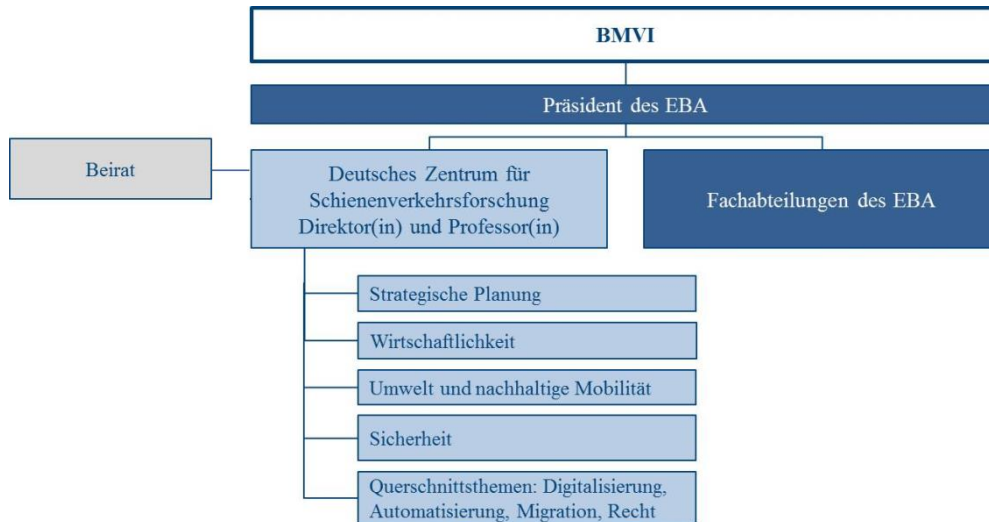 BMVI
Präsident des EBA
Beirat
Deutsches Zentrum für
Schienenverkehrsforschung
Direktor(in) und Professor(in)
Fachabteilungen des EBA
Strategische Planung
Wirtschaftlichkeit
Umwelt und nachhaltige Mobilität
Sicherheit
Querschnittsthemen: Digitalisierung,
Automatisierung, Migration, Recht